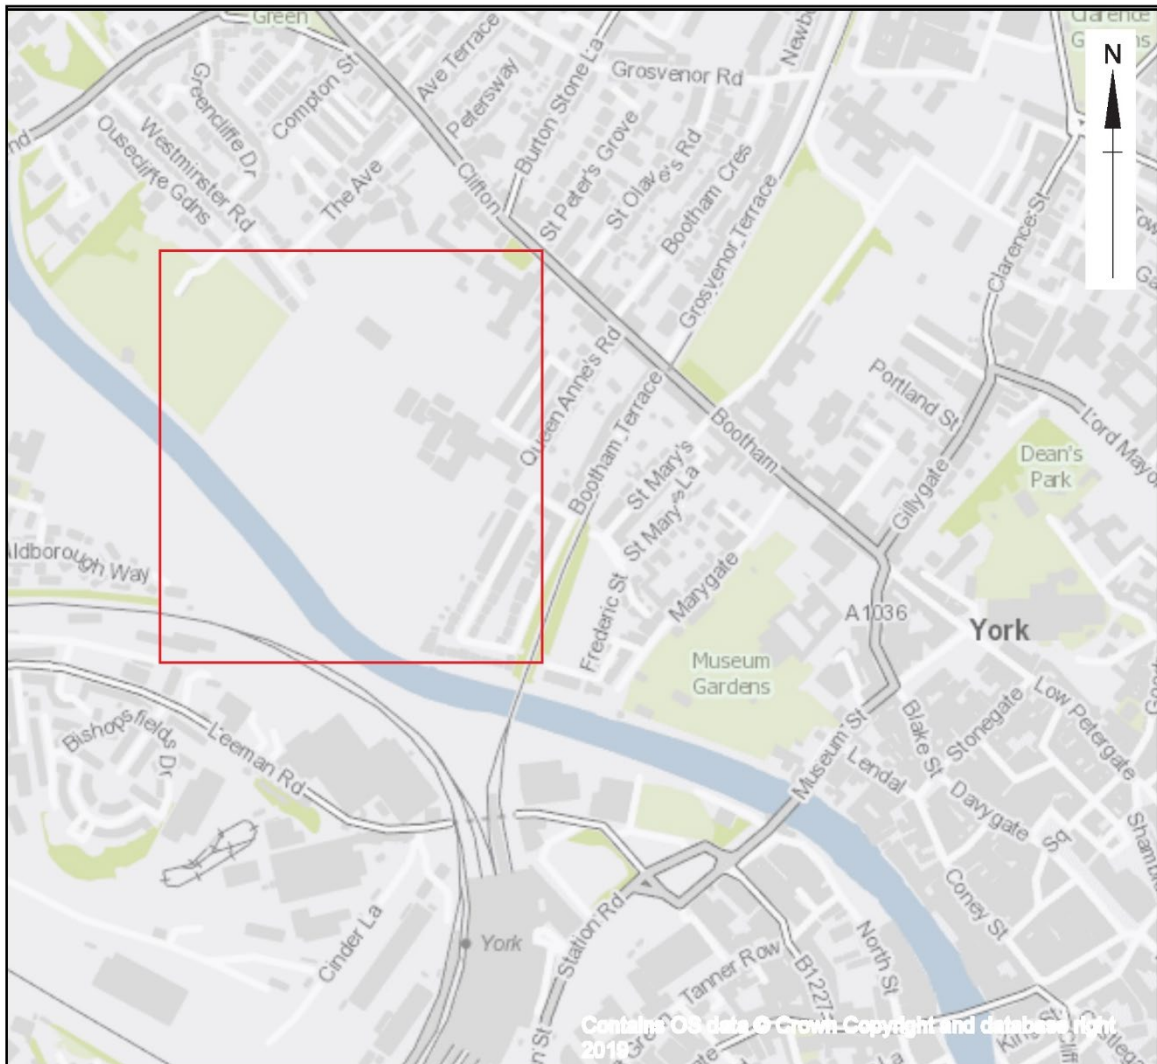 Green
Clarence
Gardens
N
Newb
Grosvenor Rd
Ave Terrace
Petersway
Burton Stone La
Compton St
Greencliffe Dr
Westminster Rd
Ousecliffe Gdns
The Ave
Clifton
St Peter's Grove
St Olave's Rd
Bootham Cres
Grosvenor Terrace
Clarence St
Portland St
Lord Mayo
Gillygate
Dean's
Park
Queen Anne's Rd
Bootham Terrace
Bootham
St Mary's
St Mary's La
Frederic St
Marygate
Aldborough Way
A1036
York
Museum
Gardens
Bishopsfields Dr
Leeman Rd
Museum St
Blake St
Lendal
Stonegate
Low Petergate
Davygate
Sq
Coney St
Cinder La
York
Station Rd
Tanner Row
B1227
North St
Contains OS data © Crown Copyright and database right
2019